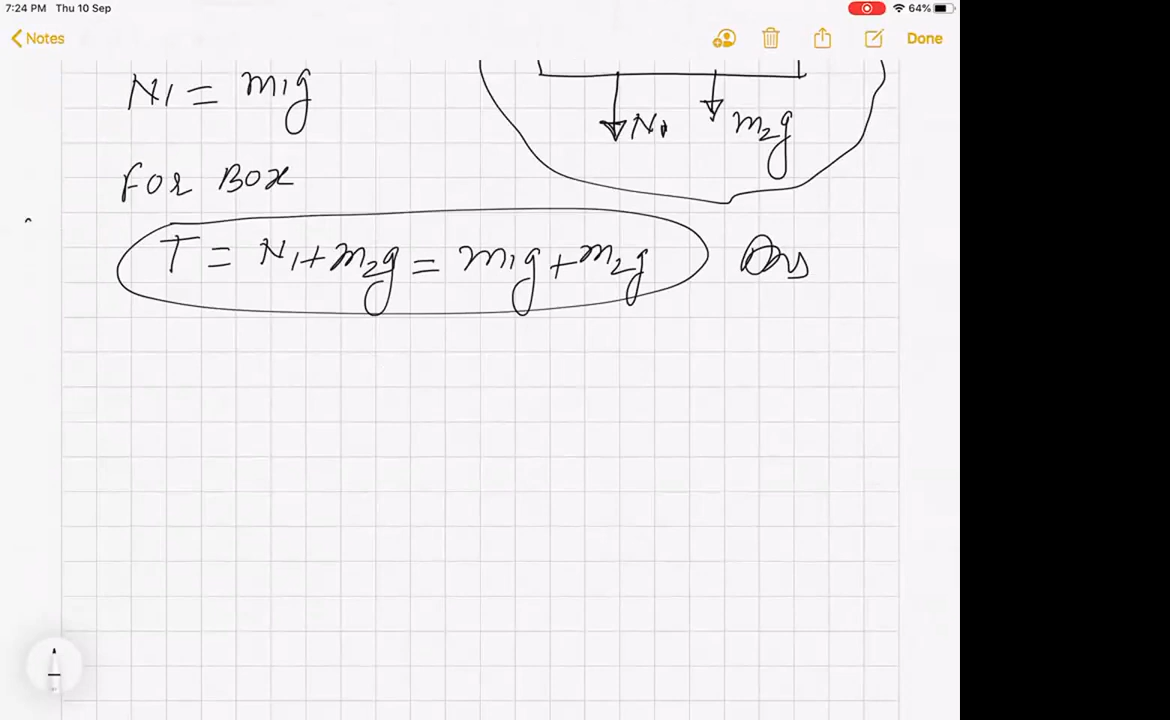 7:24 PM Thu 10 Sep 64%
Notes Done
N1 = m1g
N1 m2g
For Box
T = N1+m2g = m1g+m2g Ans